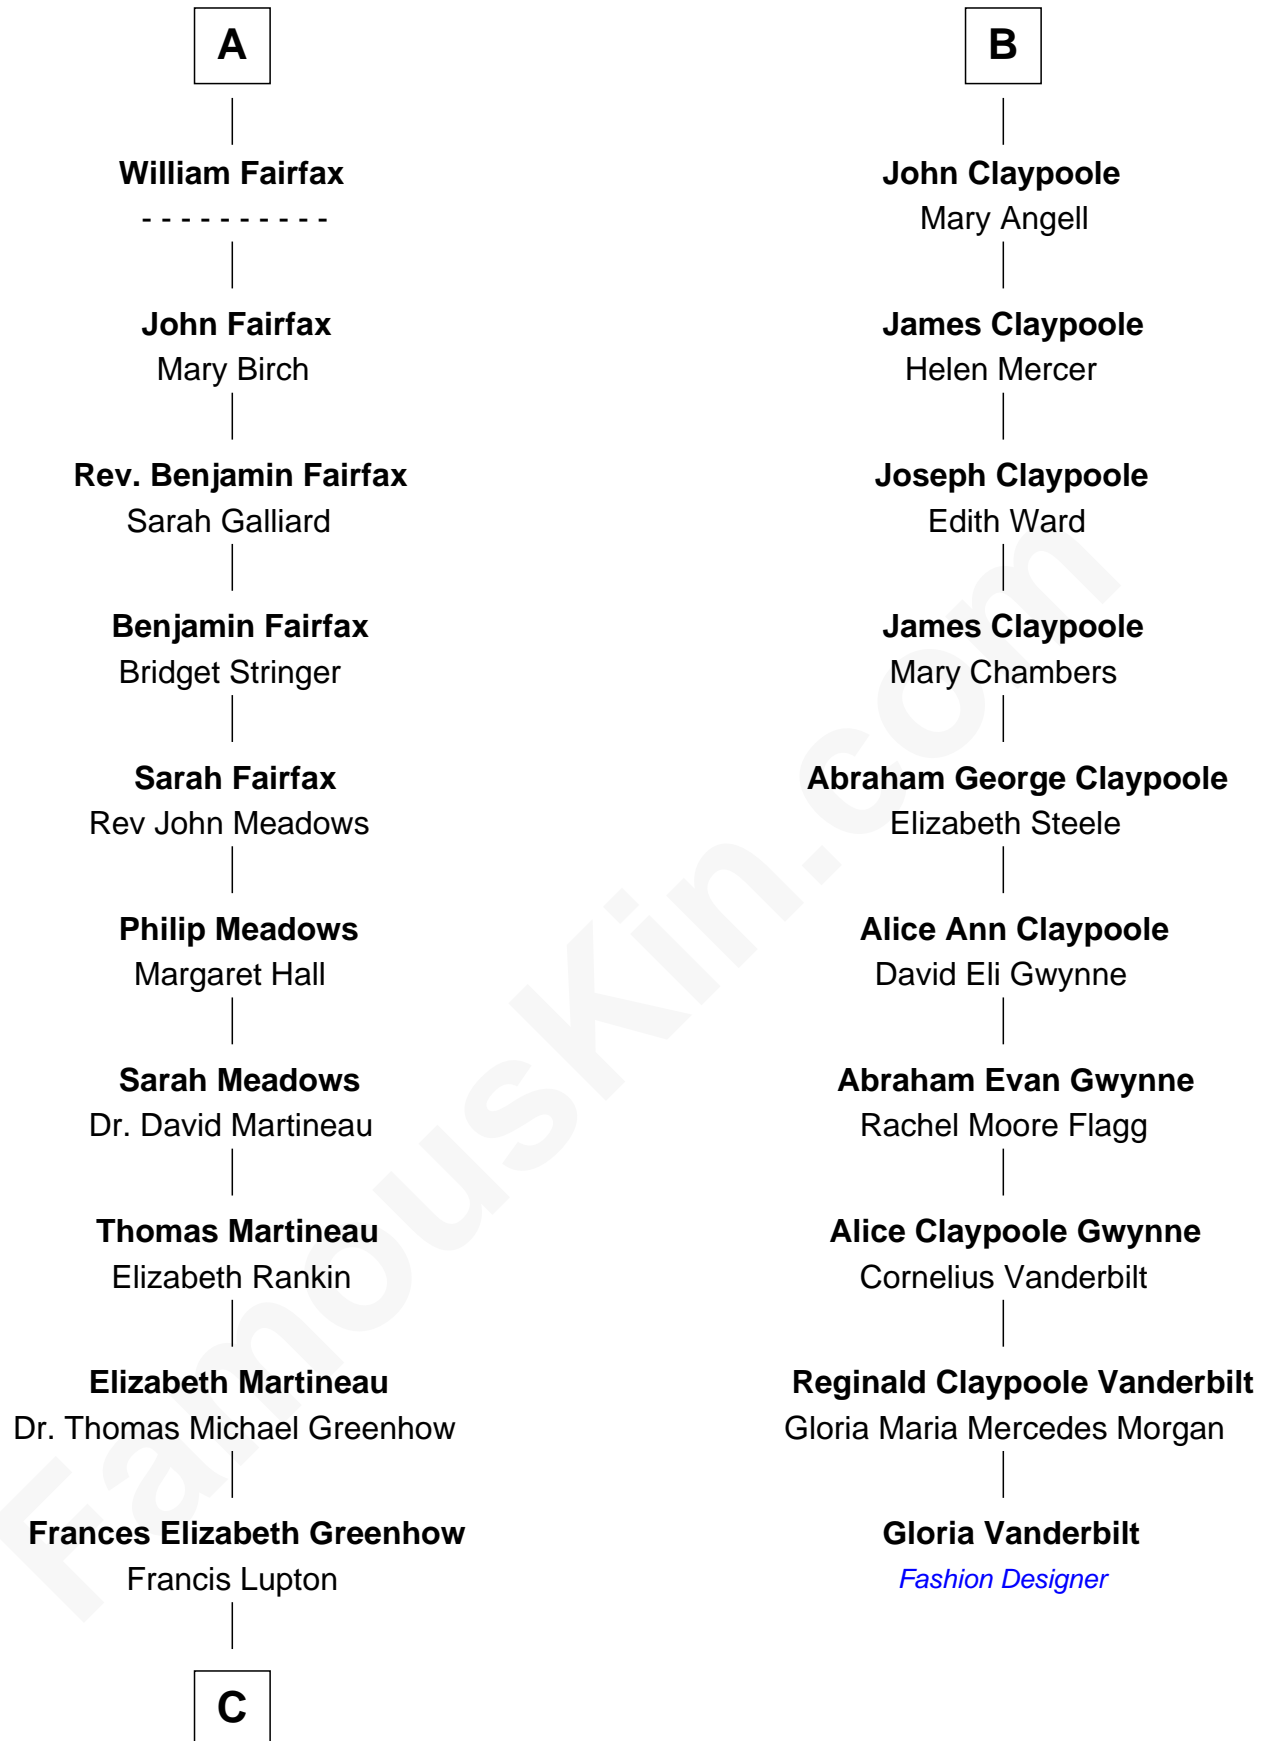 A
William Fairfax
- - - - - - - - - -
John Fairfax
Mary Birch
Rev. Benjamin Fairfax
Sarah Galliard
Benjamin Fairfax
Bridget Stringer
Sarah Fairfax
Rev John Meadows
Philip Meadows
Margaret Hall
Sarah Meadows
Dr. David Martineau
Thomas Martineau
Elizabeth Rankin
Elizabeth Martineau
Dr. Thomas Michael Greenhow
Frances Elizabeth Greenhow
Francis Lupton
C
B
John Claypoole
Mary Angell
James Claypoole
Helen Mercer
Joseph Claypoole
Edith Ward
James Claypoole
Mary Chambers
Abraham George Claypoole
Elizabeth Steele
Alice Ann Claypoole
David Eli Gwynne
Abraham Evan Gwynne
Rachel Moore Flagg
Alice Claypoole Gwynne
Cornelius Vanderbilt
Reginald Claypoole Vanderbilt
Gloria Maria Mercedes Morgan
Gloria Vanderbilt
Fashion Designer
FamousKin.com